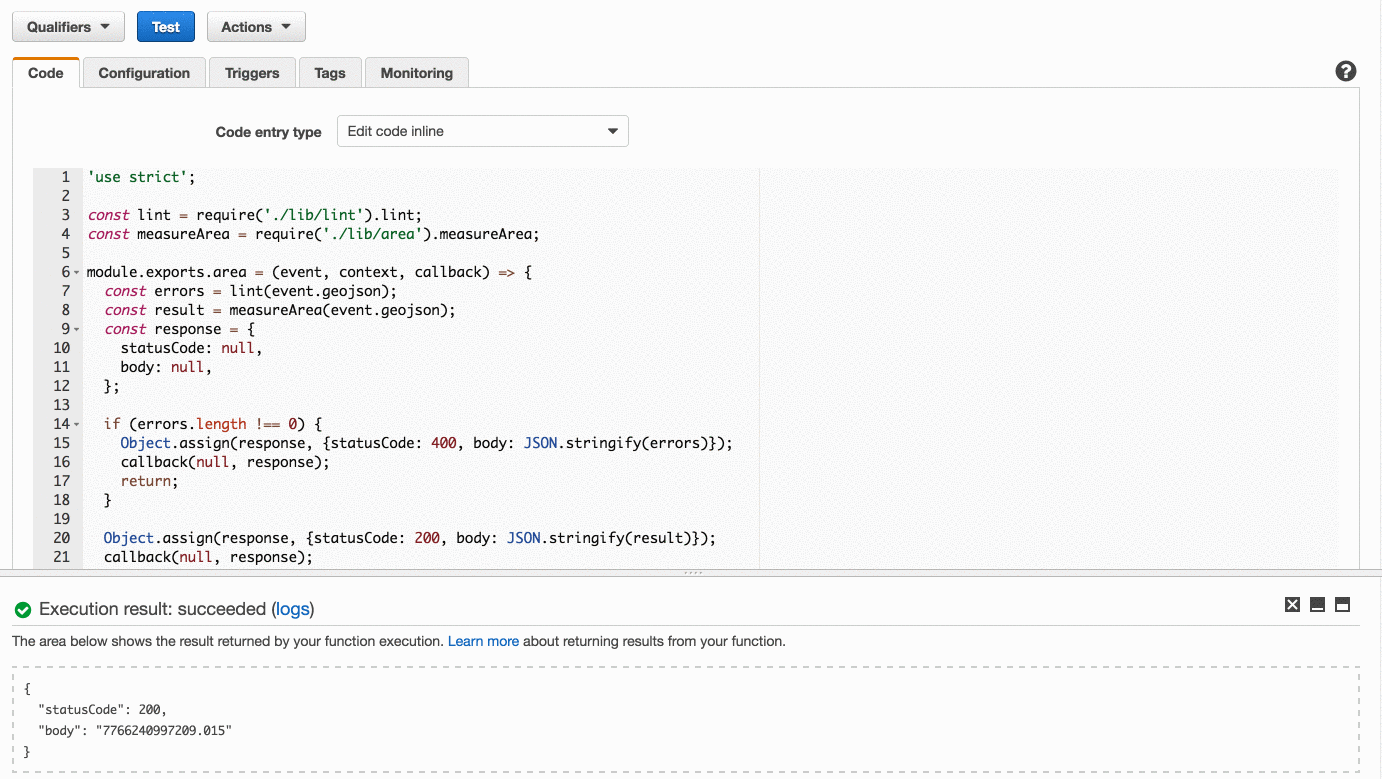 Qualifiers Test Actions
Code Configuration Triggers Tags Monitoring ?
Code entry type Edit code inline
1 'use strict';
2
3 const lint = require('./lib/lint').lint;
4 const measureArea = require('./lib/area').measureArea;
5
6 module.exports.area = (event, context, callback) => {
7   const errors = lint(event.geojson);
8   const result = measureArea(event.geojson);
9   const response = {
10     statusCode: null,
11     body: null,
12   };
13
14   if (errors.length !== 0) {
15     Object.assign(response, {statusCode: 400, body: JSON.stringify(errors)});
16     callback(null, response);
17     return;
18   }
19
20   Object.assign(response, {statusCode: 200, body: JSON.stringify(result)});
21   callback(null, response);
Execution result: succeeded (logs)
The area below shows the result returned by your function execution. Learn more about returning results from your function.
{
  "statusCode": 200,
  "body": "7766240997209.015"
}